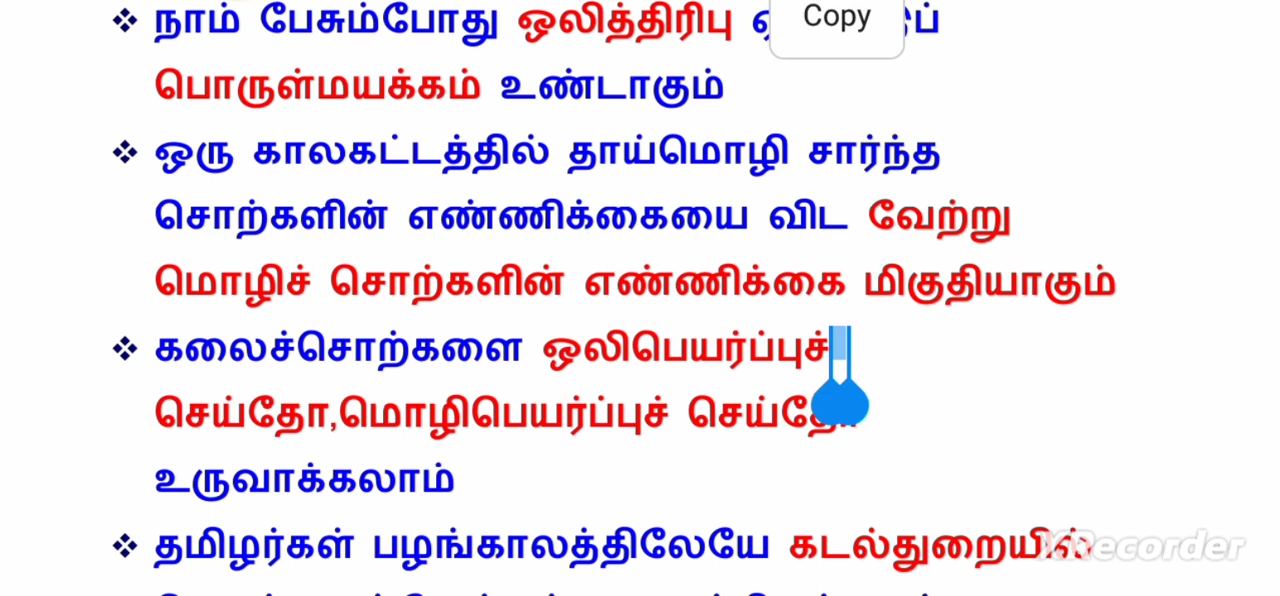 Copy
❖ நாம் பேசும்போது ஒலித்திரிபு
பொருள்மயக்கம் உண்டாகும்
❖ ஒரு காலகட்டத்தில் தாய்மொழி சார்ந்த
சொற்களின் எண்ணிக்கையை விட வேற்று
மொழிச் சொற்களின் எண்ணிக்கை மிகுதியாகும்
❖ கலைச்சொற்களை ஒலிபெயர்ப்புச்
செய்தோ,மொழிபெயர்ப்புச் செய்தோ
உருவாக்கலாம்
❖ தமிழர்கள் பழங்காலத்திலேயே கடல்துறையில்
XRecorder